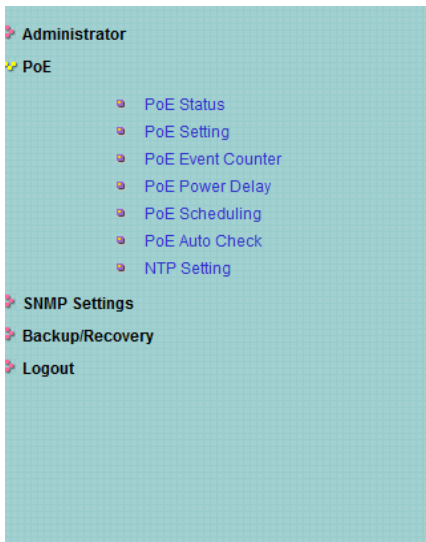 Administrator
PoE
PoE Status
PoE Setting
PoE Event Counter
PoE Power Delay
PoE Scheduling
PoE Auto Check
NTP Setting
SNMP Settings
Backup/Recovery
Logout